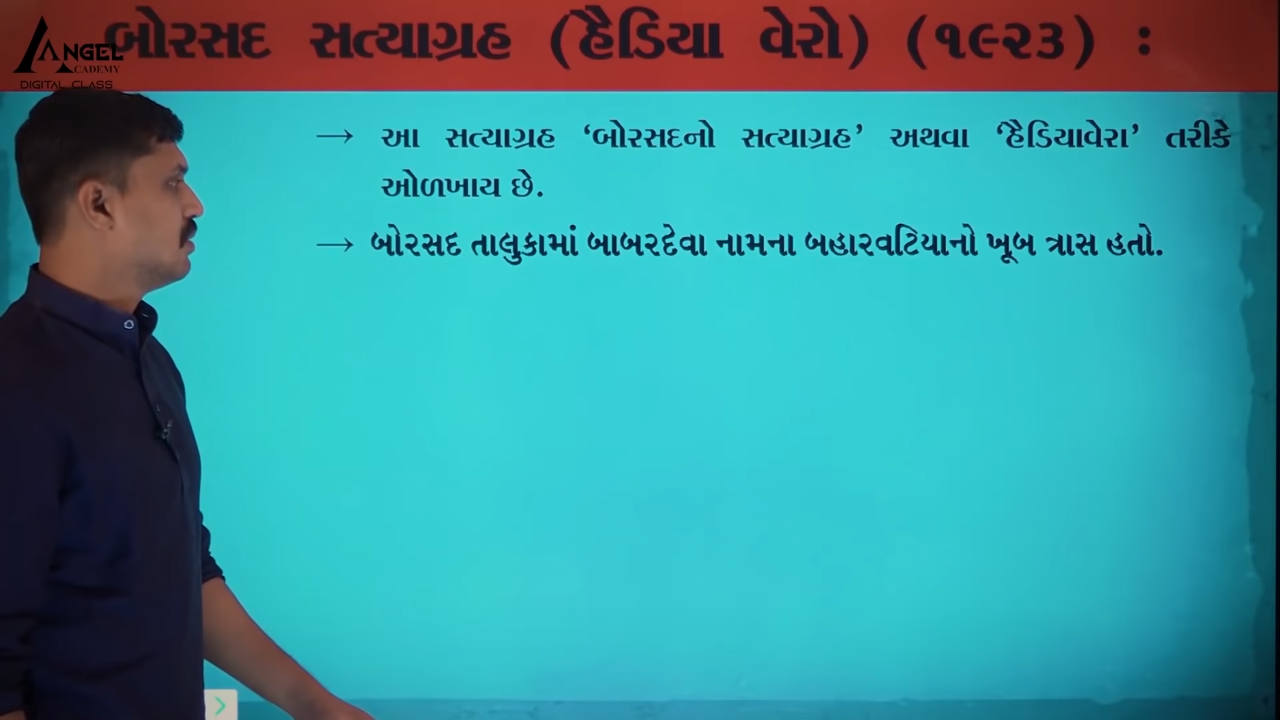 બોરસદ સત્યાગ્રહ (હૈડિયા વેરો) (૧૯૨૩) :
ANGEL
ACADEMY
DIGITAL CLASS
→ આ સત્યાગ્રહ ‘બોરસદનો સત્યાગ્રહ’ અથવા ‘હૈડિયાવેરા’ તરીકે
ઓળખાય છે.
→ બોરસદ તાલુકામાં બાબરદેવા નામના બહારવટિયાનો ખૂબ ત્રાસ હતો.